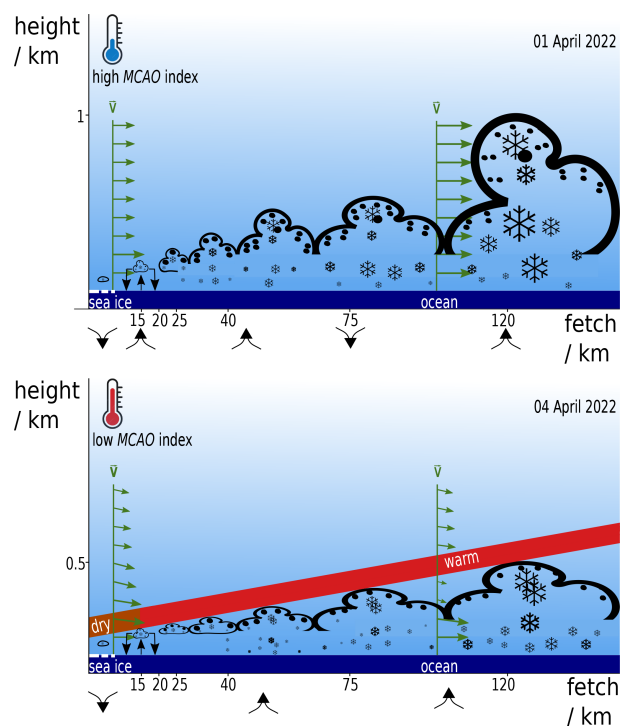 height
/ km
high MCAO index
01 April 2022
v̄
v̄
1
sea ice
ocean
15 20 25 40 75 120
fetch
/ km
height
/ km
low MCAO index
04 April 2022
v̄
v̄
0.5
warm
dry
sea ice
ocean
15 20 25 40 75 120
fetch
/ km